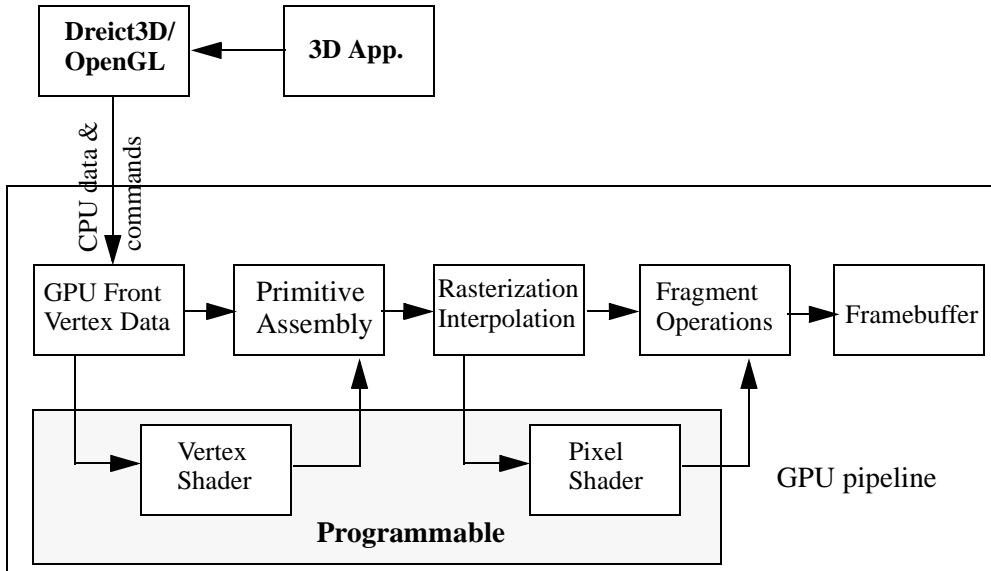 Dreict3D/
OpenGL
3D App.
CPU data &
commands
GPU Front
Vertex Data
Primitive
Assembly
Rasterization
Interpolation
Fragment
Operations
Framebuffer
Vertex
Shader
Pixel
Shader
GPU pipeline
Programmable